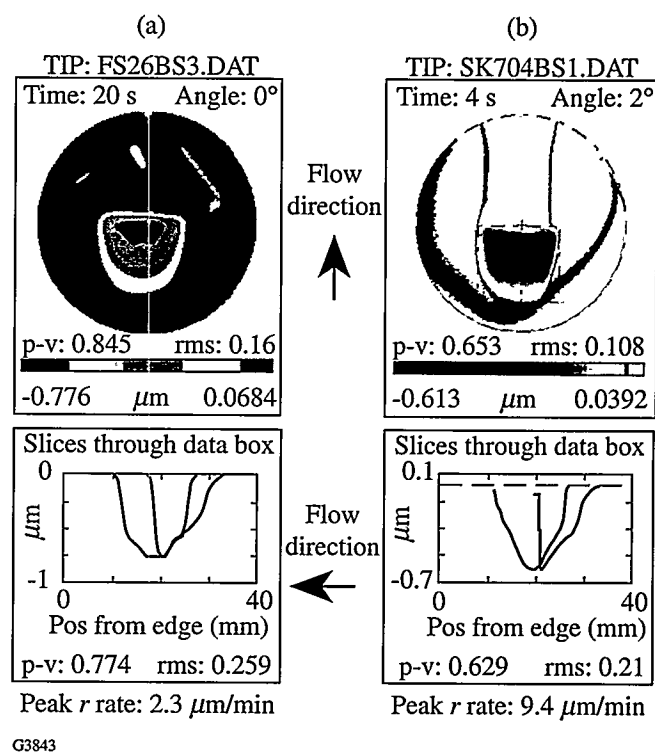 (a)
TIP: FS26BS3.DAT
Time: 20 s Angle: 0°
p-v: 0.845 rms: 0.16
-0.776 μm 0.0684
Slices through data box
0
μm
-1
0 40
Pos from edge (mm)
p-v: 0.774 rms: 0.259
Peak r rate: 2.3 μm/min
Flow
direction
Flow
direction
(b)
TIP: SK704BS1.DAT
Time: 4 s Angle: 2°
p-v: 0.653 rms: 0.108
-0.613 μm 0.0392
Slices through data box
0.1
μm
-0.7
0 40
Pos from edge (mm)
p-v: 0.629 rms: 0.21
Peak r rate: 9.4 μm/min
G3843